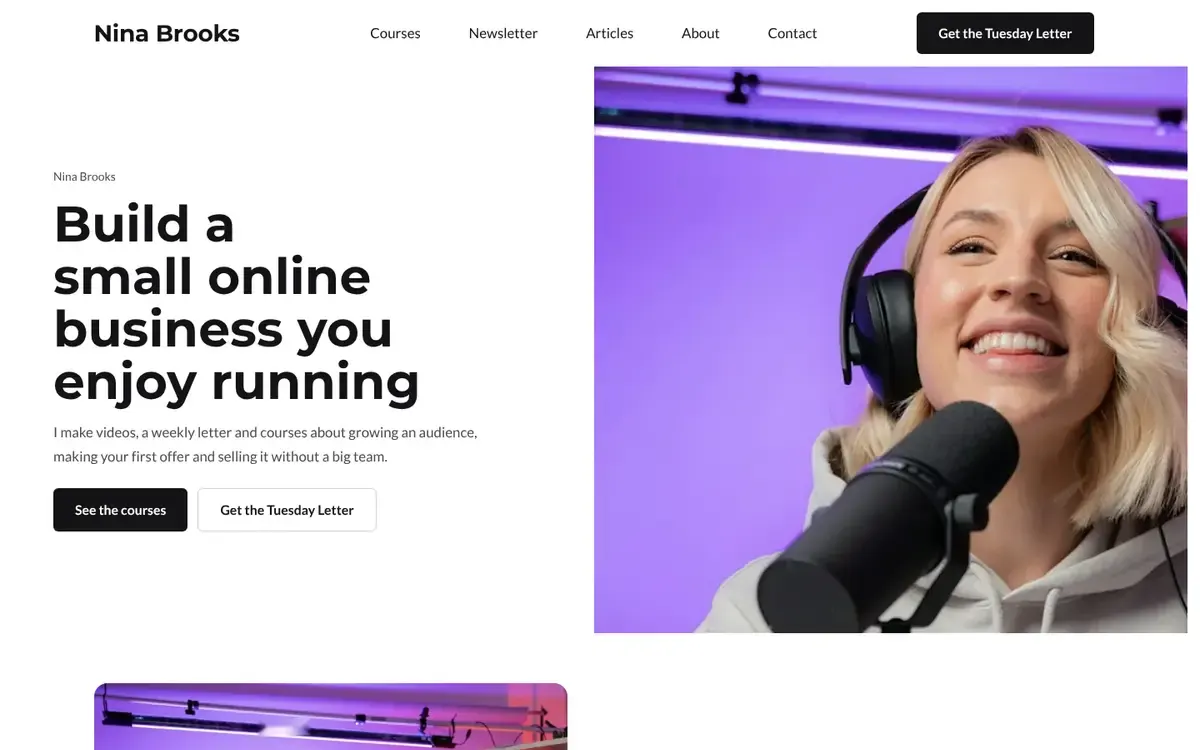 Nina Brooks
Courses
Newsletter
Articles
About
Contact
Get the Tuesday Letter
Nina Brooks
Build a
small online
business you
enjoy running
I make videos, a weekly letter and courses about growing an audience,
making your first offer and selling it without a big team.
See the courses
Get the Tuesday Letter